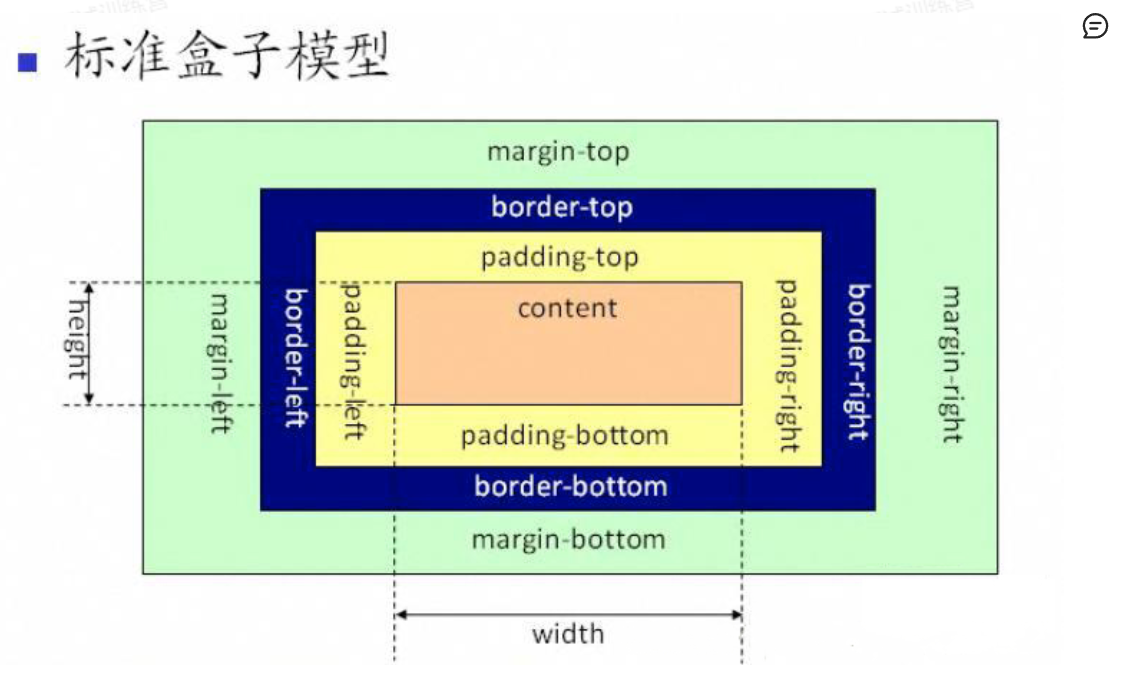 标准盒子模型
margin-top
border-top
padding-top
content
height
margin-left
border-left
padding-left
padding-right
border-right
margin-right
padding-bottom
border-bottom
margin-bottom
width